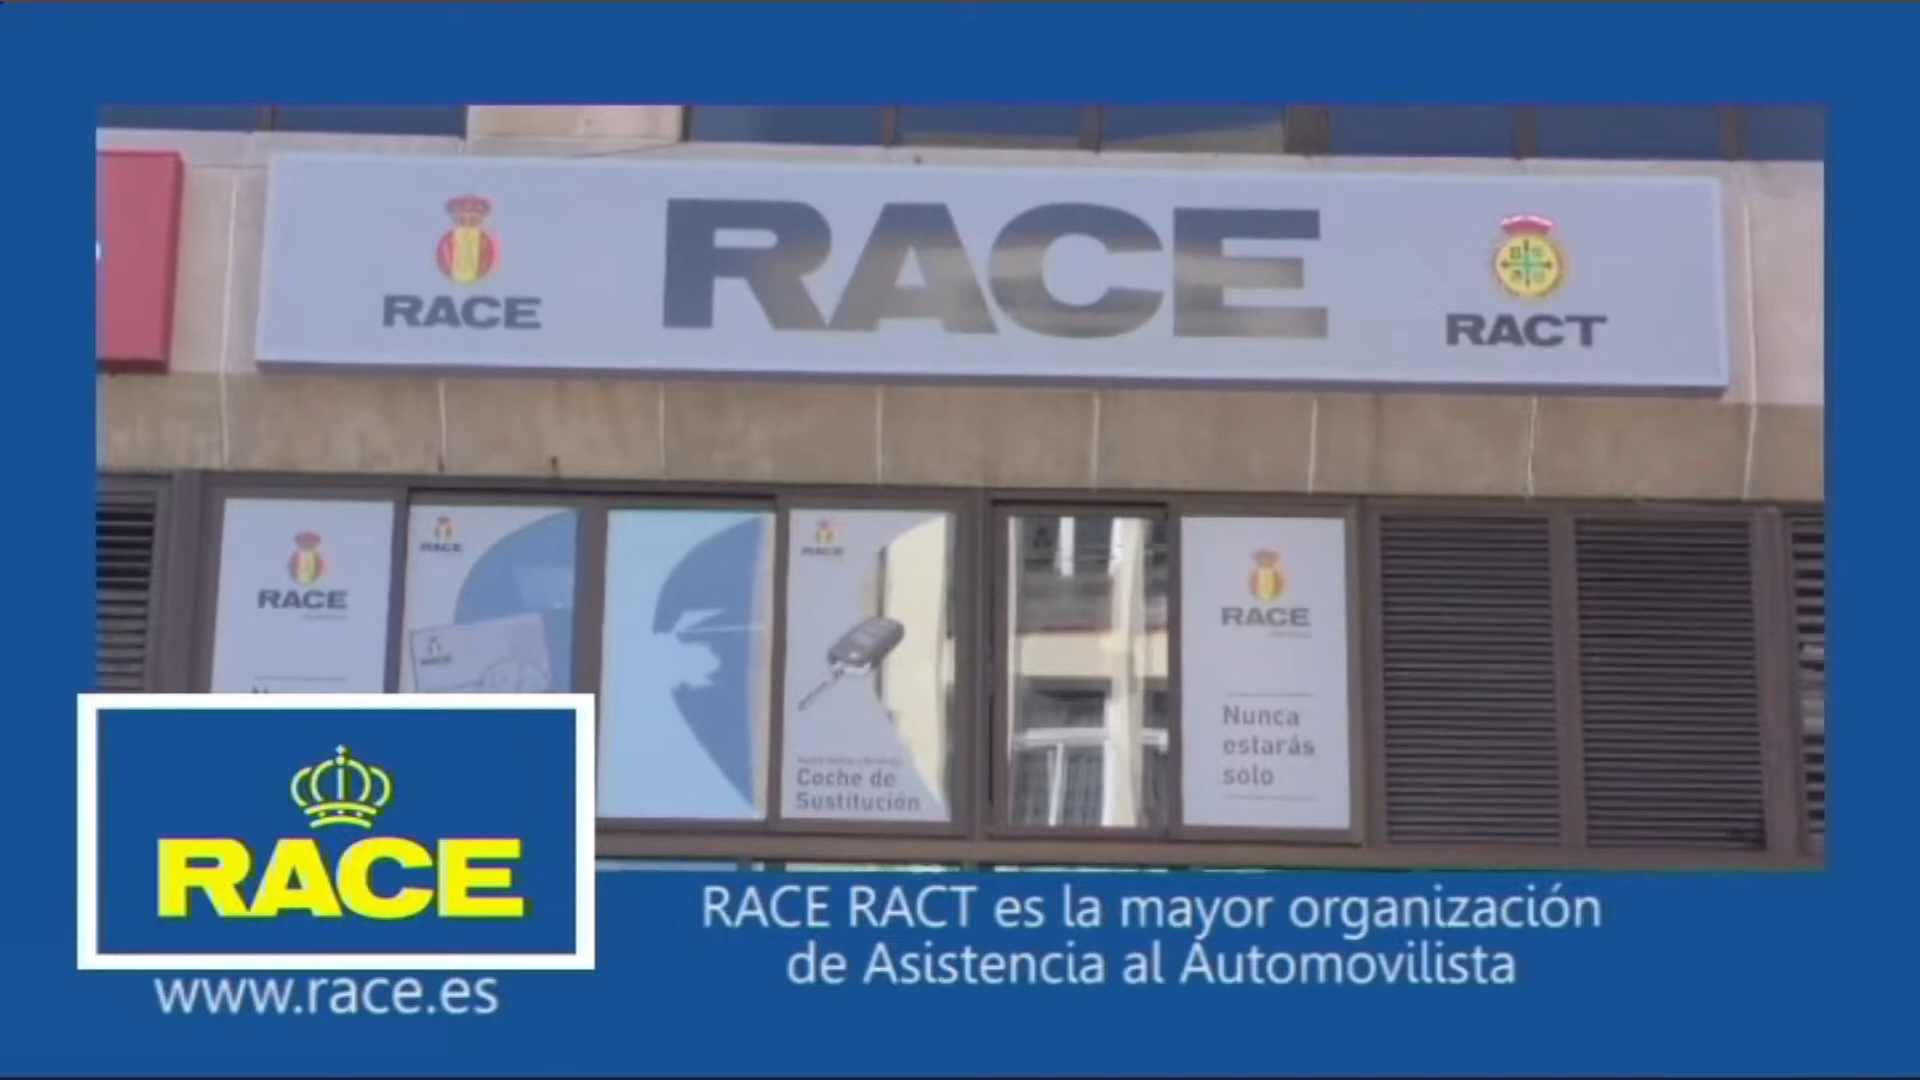 RACE
RACE
RACT
RACE
RACE
RACE
RACE
RACE
Nunca
estarás
solo
Coche de
Sustitución
RACE
www.race.es
RACE RACT es la mayor organización
de Asistencia al Automovilista